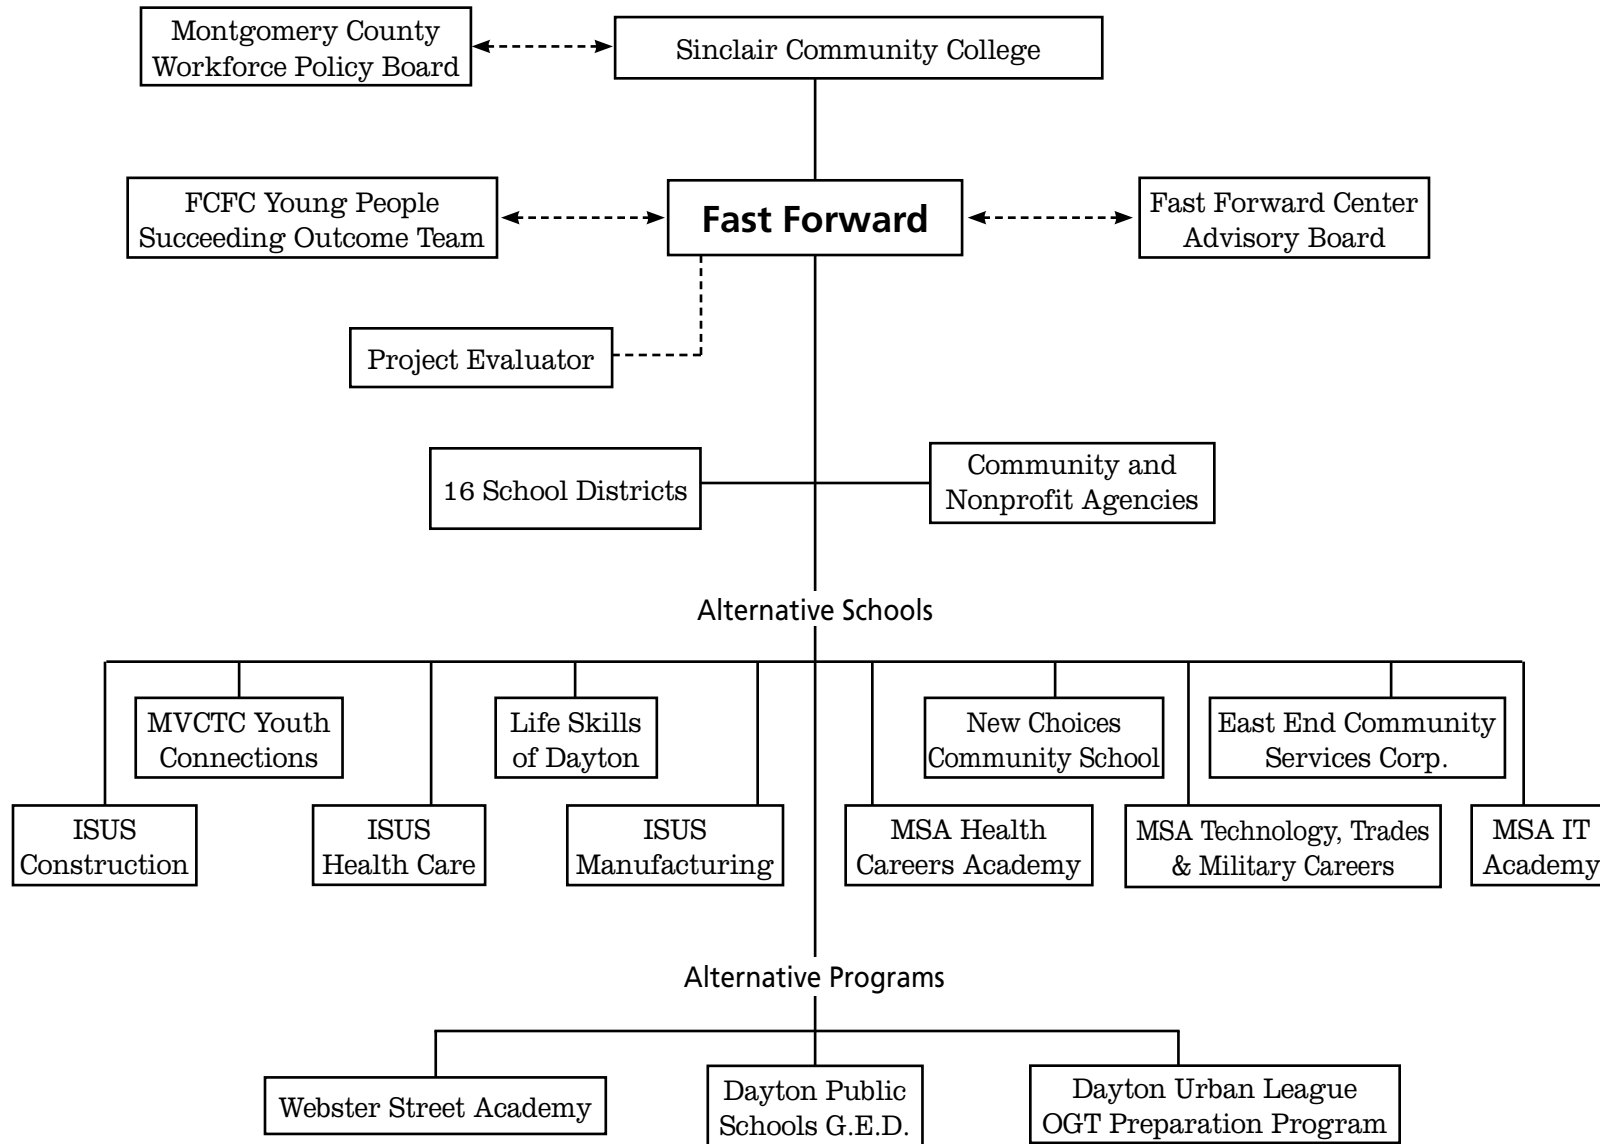 Montgomery County
Workforce Policy Board
Sinclair Community College
FCFC Young People
Succeeding Outcome Team
Fast Forward
Fast Forward Center
Advisory Board
Project Evaluator
16 School Districts
Community and
Nonprofit Agencies
Alternative Schools
MVCTC Youth
Connections
Life Skills
of Dayton
New Choices
Community School
East End Community
Services Corp.
ISUS
Construction
ISUS
Health Care
ISUS
Manufacturing
MSA Health
Careers Academy
MSA Technology, Trades
& Military Careers
MSA IT
Academy
Alternative Programs
Webster Street Academy
Dayton Public
Schools G.E.D.
Dayton Urban League
OGT Preparation Program